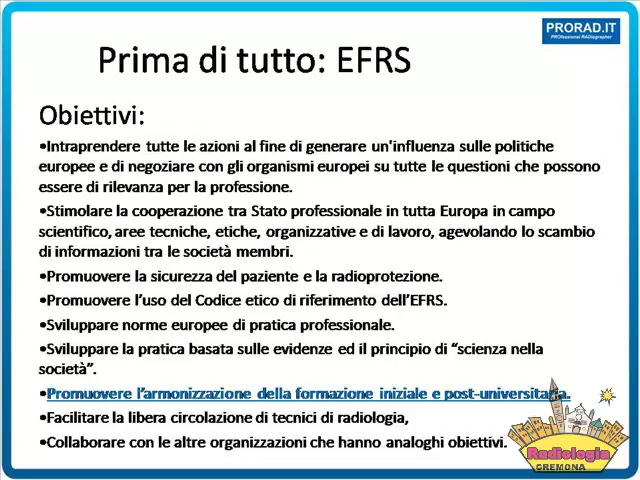 PRORAD.IT
PROfessional RADiographer
Prima di tutto: EFRS
Obiettivi:
•Intraprendere tutte le azioni al fine di generare un'influenza sulle politiche
europee e di negoziare con gli organismi europei su tutte le questioni che possono
essere di rilevanza per la professione.
•Stimolare la cooperazione tra Stato professionale in tutta Europa in campo
scientifico, aree tecniche, etiche, organizzative e di lavoro, agevolando lo scambio
di informazioni tra le società membri.
•Promuovere la sicurezza del paziente e la radioprotezione.
•Promuovere l’uso del Codice etico di riferimento dell’EFRS.
•Sviluppare norme europee di pratica professionale.
•Sviluppare la pratica basata sulle evidenze ed il principio di “scienza nella
società”.
•Promuovere l’armonizzazione della formazione iniziale e post-universitaria.
•Facilitare la libera circolazione di tecnici di radiologia,
•Collaborare con le altre organizzazioni che hanno analoghi obiettivi.
Radiologia
CREMONA